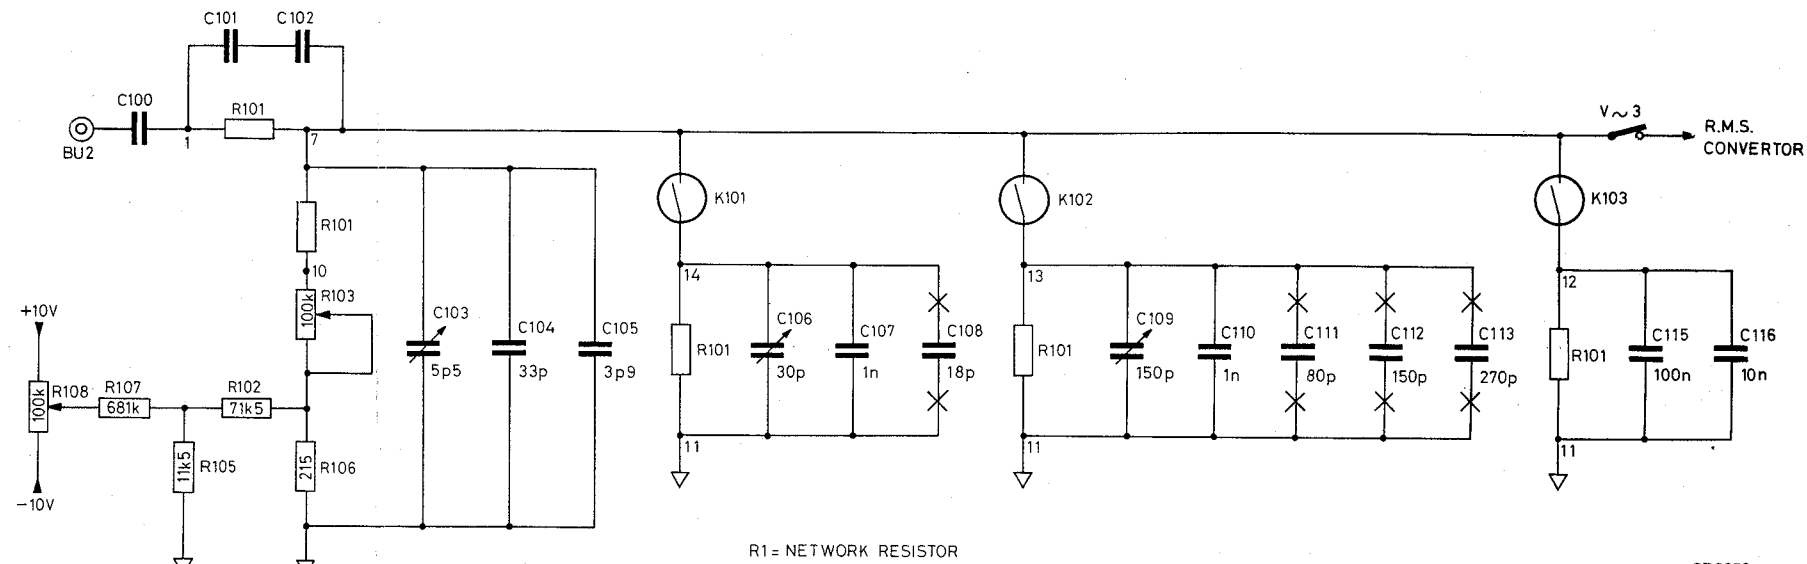 C101
C102
C100
R101
BU2
1
7
V~3
R.M.S.
CONVERTOR
K101
K102
K103
R101
10
R103
100k
+10V
R108
100k
-10V
R107
681k
R102
71k5
R105
11k5
R106
215
C103
5p5
C104
33p
C105
3p9
14
R101
C106
30p
C107
1n
C108
18p
11
13
R101
C109
150p
C110
1n
C111
80p
C112
150p
C113
270p
11
12
R101
C115
100n
C116
10n
11
R1= NETWORK RESISTOR